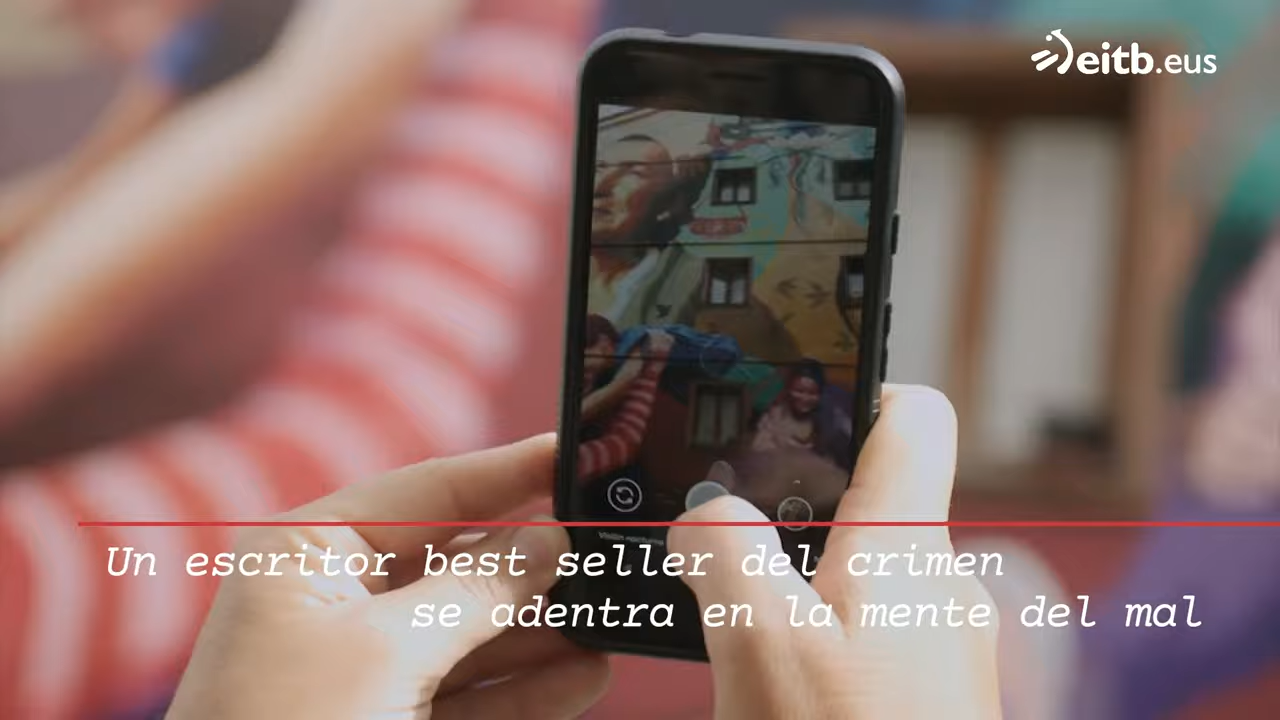 eitb.eus
Un escritor best seller del crimen
se adentra en la mente del mal